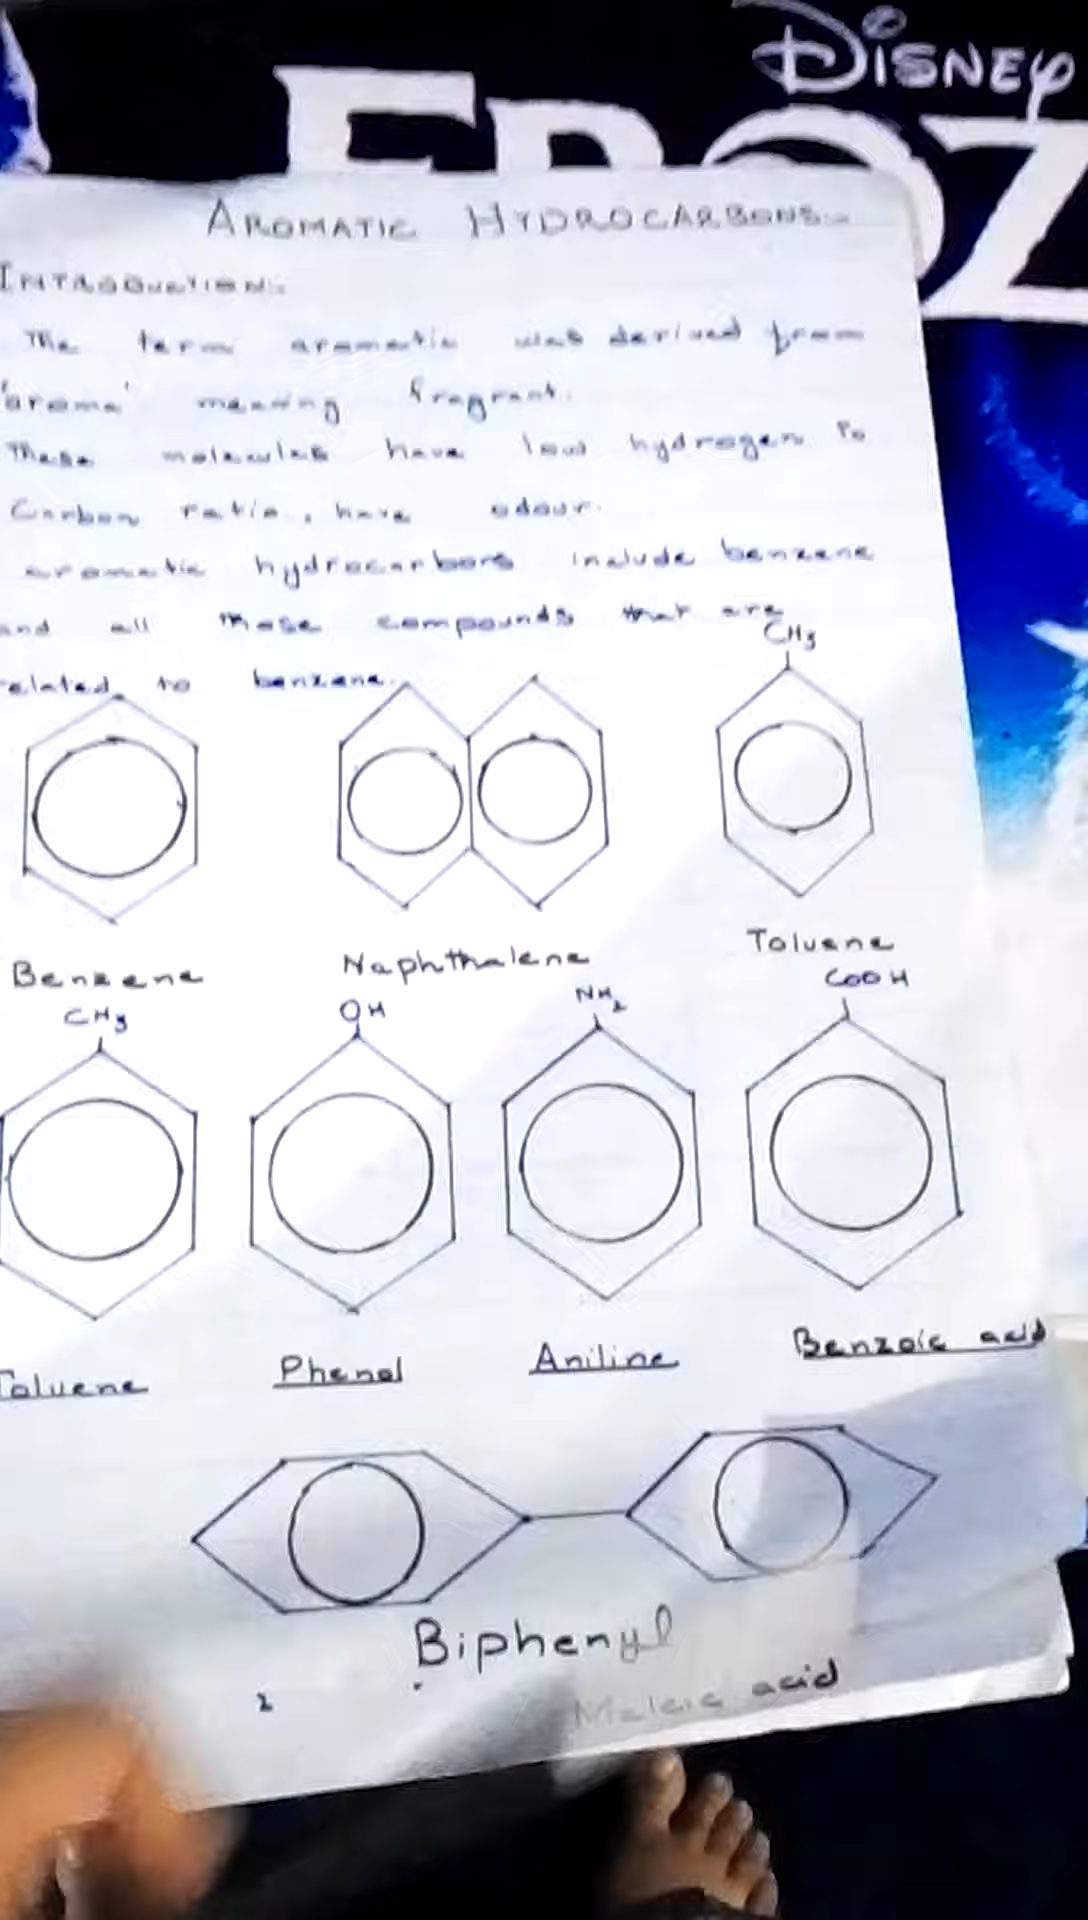 DISNEY
FROZ
AROMATIC HYDROCARBONS:-
INTRODUCTION:-
The term aromatic was derived from
'aroma' meaning fragrant.
These molecules have low hydrogen to
Carbon ratio, have odour.
aromatic hydrocarbons include benzene
and all those compounds that are
related to benzene.
CH3
Benzene
Naphthalene
Toluene
CH3
OH
NH2
COOH
Toluene
Phenol
Aniline
Benzoic acid
Biphenyl
Maleic acid